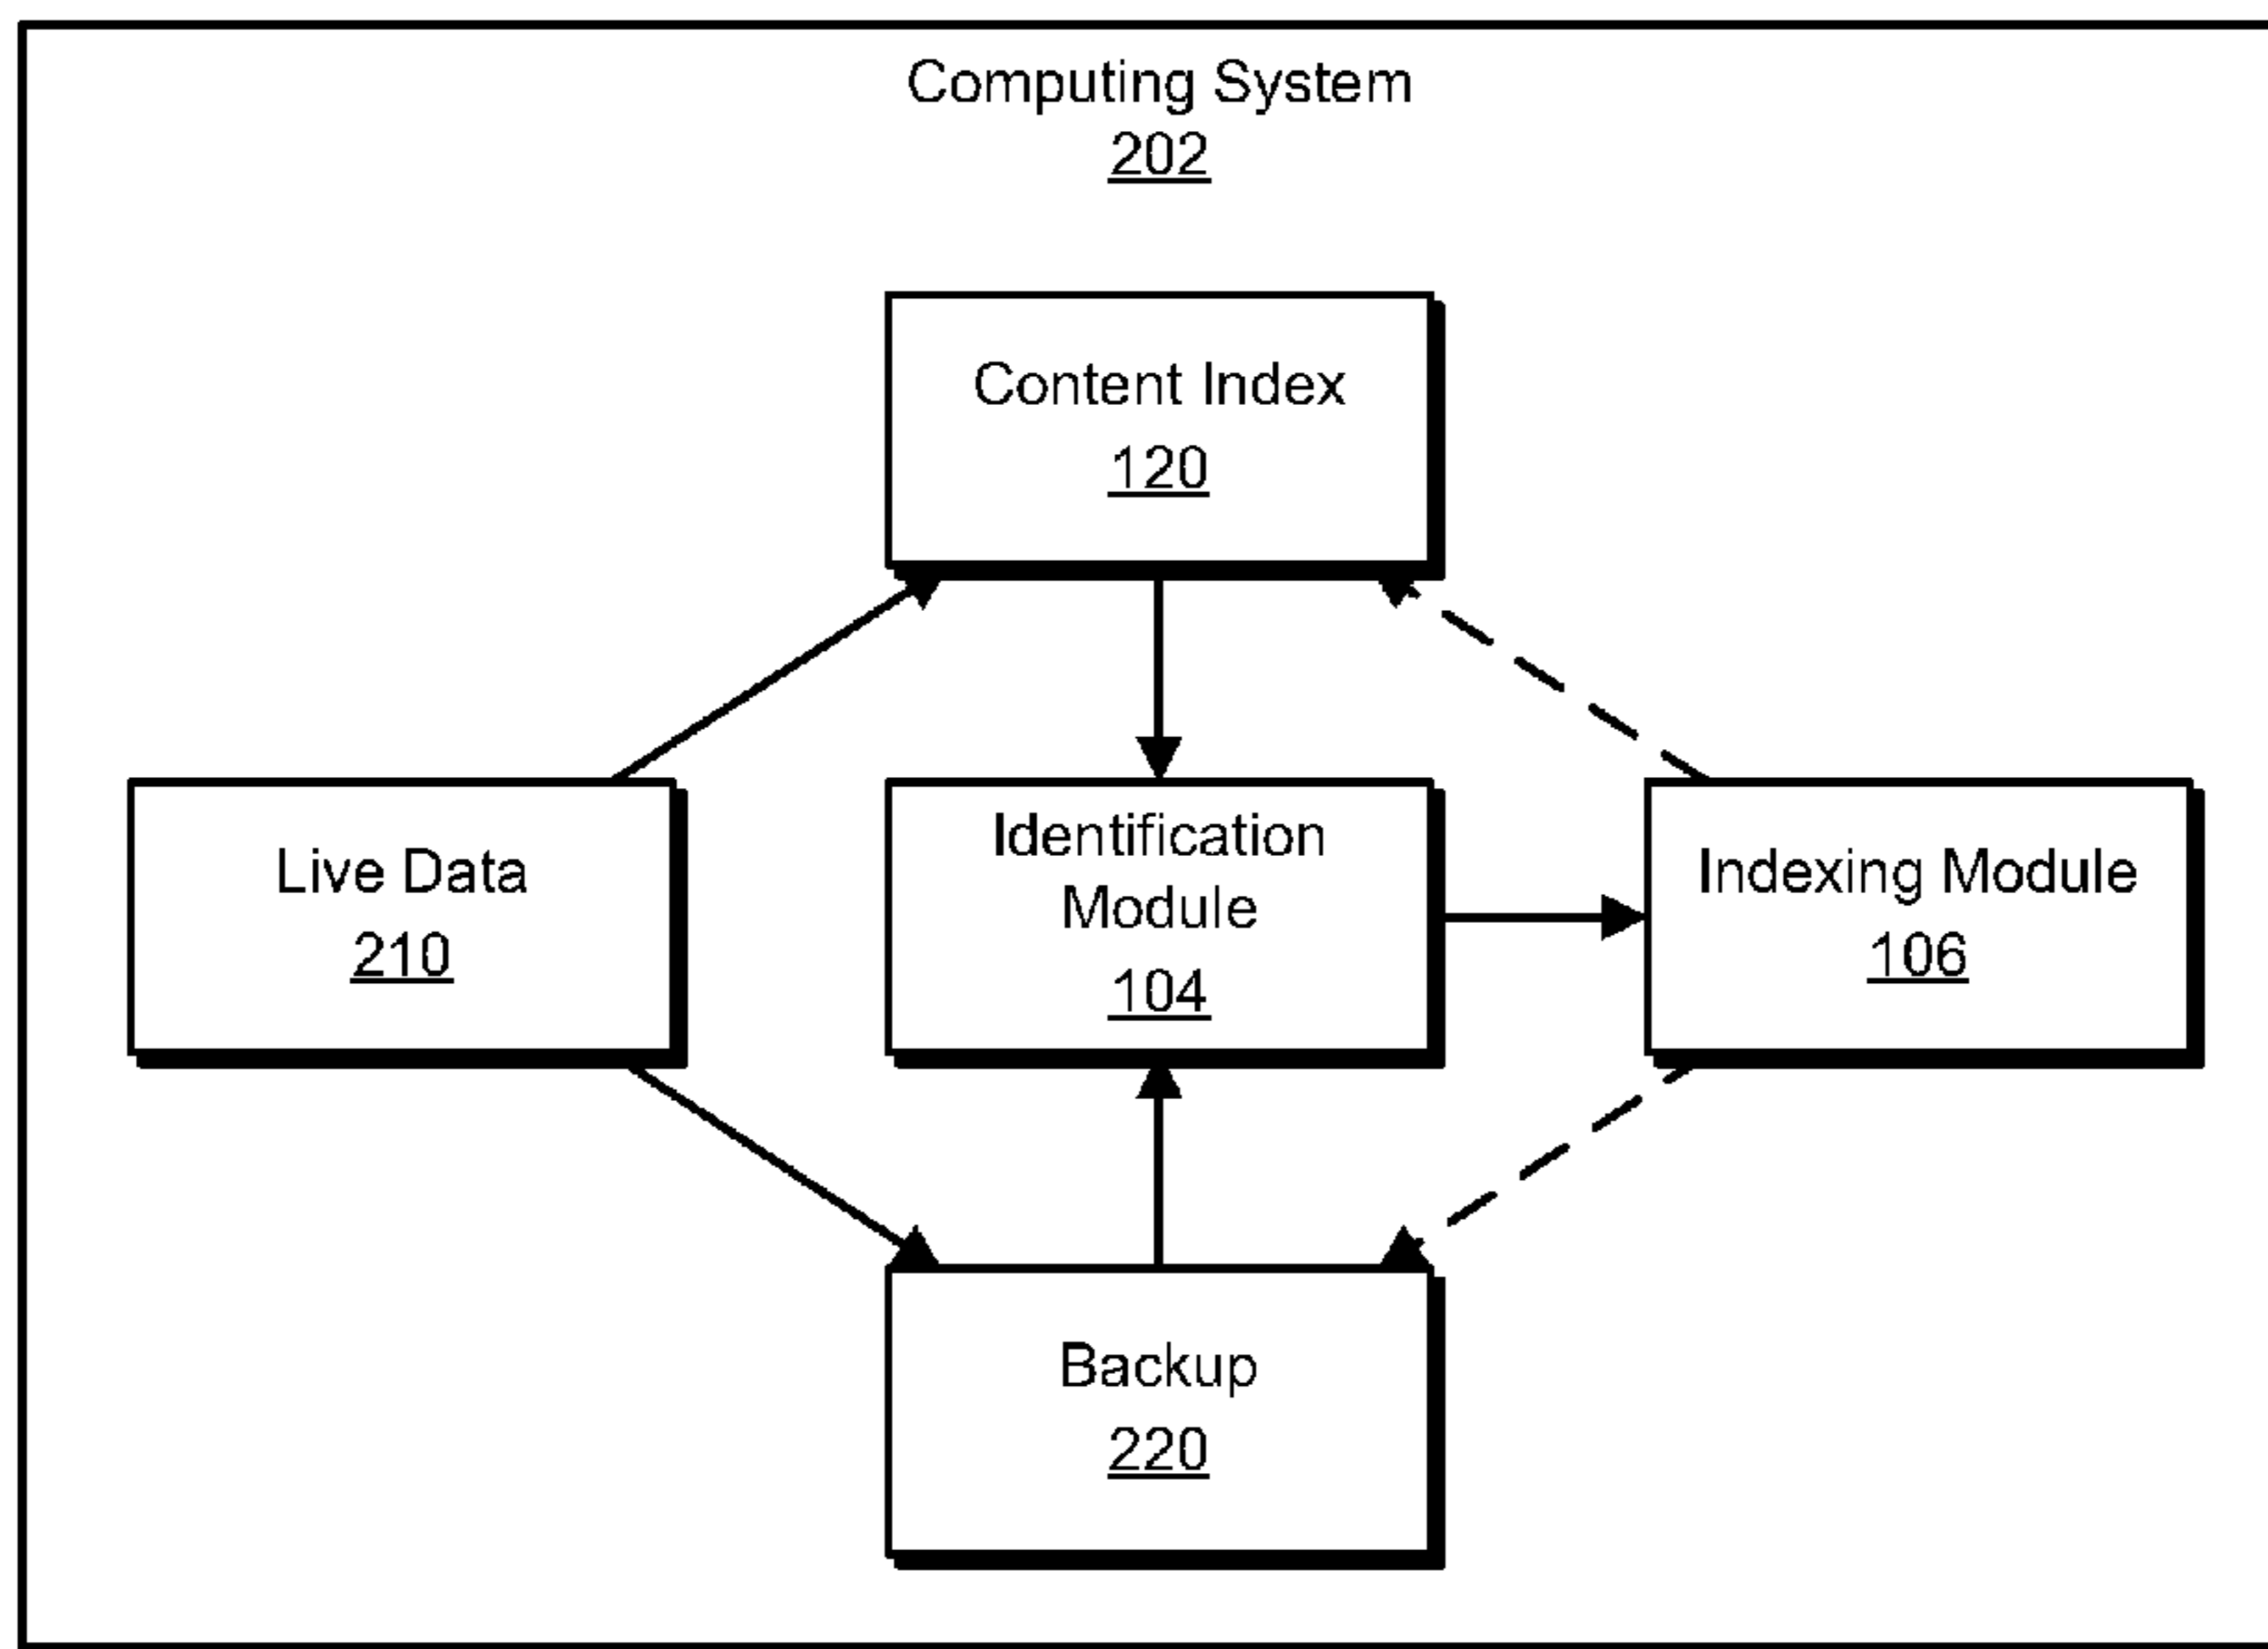 Computing System
202
Content Index
120
Live Data
210
Identification
Module
104
Indexing Module
106
Backup
220